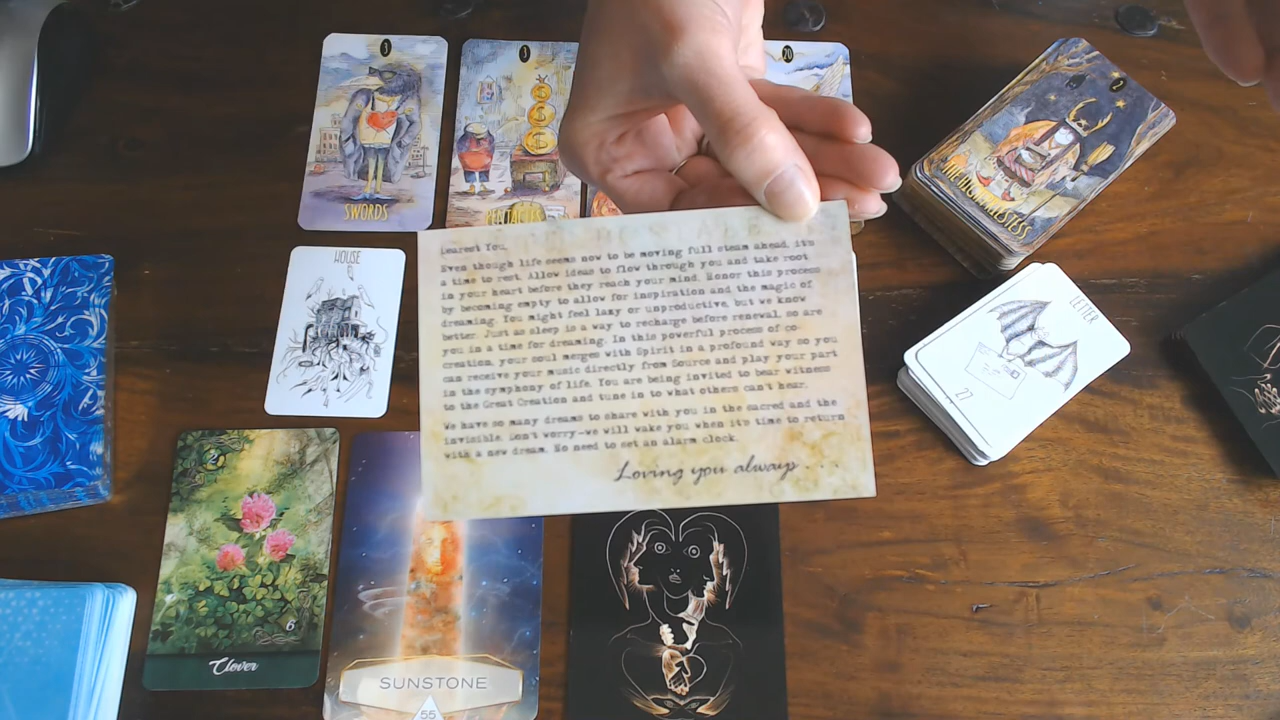 3
3
20
2
SWORDS
PENTACLES
THE HIGH PRIESTESS
HOUSE
4
LETTER
27
Dearest You,
Even though life seems now to be moving full steam ahead, it's
a time to rest. Allow ideas to flow through you and take root
in your heart before they reach your mind. Honor this process
by becoming empty to allow for inspiration and the magic of
dreaming. You might feel lazy or unproductive, but we know
better. Just as sleep is a way to recharge before renewal, so are
you in a time for dreaming. In this powerful process of co-
creation, your soul merges with Spirit in a profound way so you
can receive your music directly from Source and play your part
in the symphony of life. You are being invited to bear witness
to the Great Creation and tune in to what others can't hear.
We have so many dreams to share with you in the sacred and the
invisible. Don't worry—we will wake you when it's time to return
with a new dream. No need to set an alarm clock.
Loving you always . . .
2
6
Clover
SUNSTONE
55